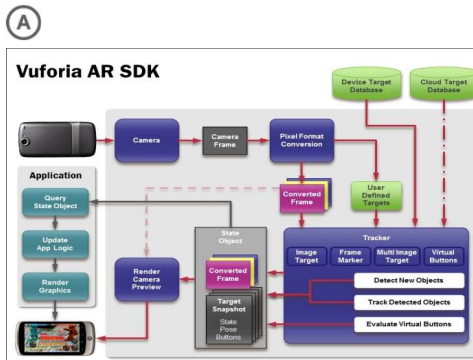 A
Vuforia AR SDK
Device Target
Database
Cloud Target
Database
Camera
Camera
Frame
Pixel Format
Conversion
Application
Query
State Object
Update
App Logic
Render
Graphics
Converted
Frame
User
Defined
Targets
State
Object
Render
Camera
Preview
Converted
Frame
Target
Snapshot
State
Pose
Buttons
Tracker
Image
Target
Frame
Marker
Multi Image
Target
Virtual
Buttons
Detect New Objects
Track Detected Objects
Evaluate Virtual Buttons